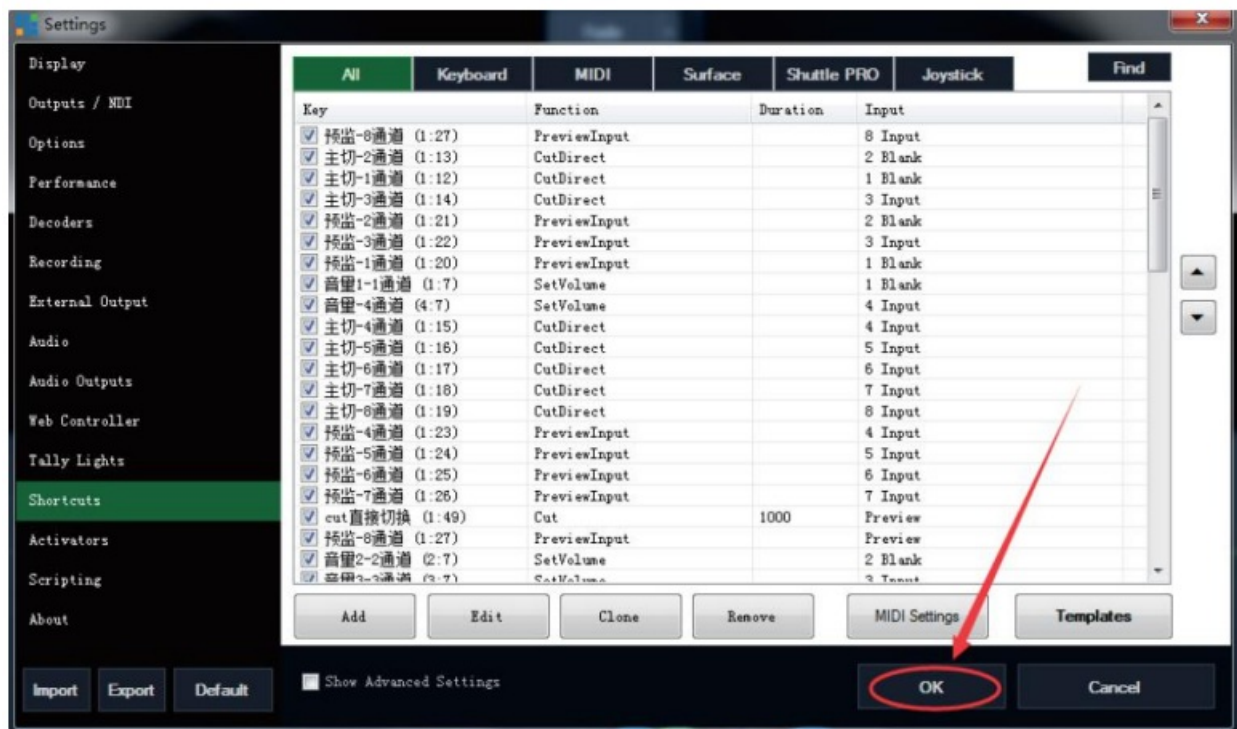 Settings
Display
Outputs / NDI
Options
Performance
Decoders
Recording
External Output
Audio
Audio Outputs
Web Controller
Tally Lights
Shortcuts
Activators
Scripting
About
Import Export Default
All Keyboard MIDI Surface Shuttle PRO Joystick Find
Key Function Duration Input
预监-8通道 (1:27) PreviewInput 8 Input
主切-2通道 (1:13) CutDirect 2 Blank
主切-1通道 (1:12) CutDirect 1 Blank
主切-3通道 (1:14) CutDirect 3 Input
预监-2通道 (1:21) PreviewInput 2 Blank
预监-3通道 (1:22) PreviewInput 3 Input
预监-1通道 (1:20) PreviewInput 1 Blank
音量1-1通道 (1:7) SetVolume 1 Blank
音量-4通道 (4:7) SetVolume 4 Input
主切-4通道 (1:15) CutDirect 4 Input
主切-5通道 (1:16) CutDirect 5 Input
主切-6通道 (1:17) CutDirect 6 Input
主切-7通道 (1:18) CutDirect 7 Input
主切-8通道 (1:19) CutDirect 8 Input
预监-4通道 (1:23) PreviewInput 4 Input
预监-5通道 (1:24) PreviewInput 5 Input
预监-6通道 (1:25) PreviewInput 6 Input
预监-7通道 (1:26) PreviewInput 7 Input
cut直接切换 (1:49) Cut 1000 Preview
预监-8通道 (1:27) PreviewInput Preview
音量2-2通道 (2:7) SetVolume 2 Blank
音量3-3通道 (3:7) SetVolume 3 Input
Add Edit Clone Remove MIDI Settings Templates
Show Advanced Settings OK Cancel